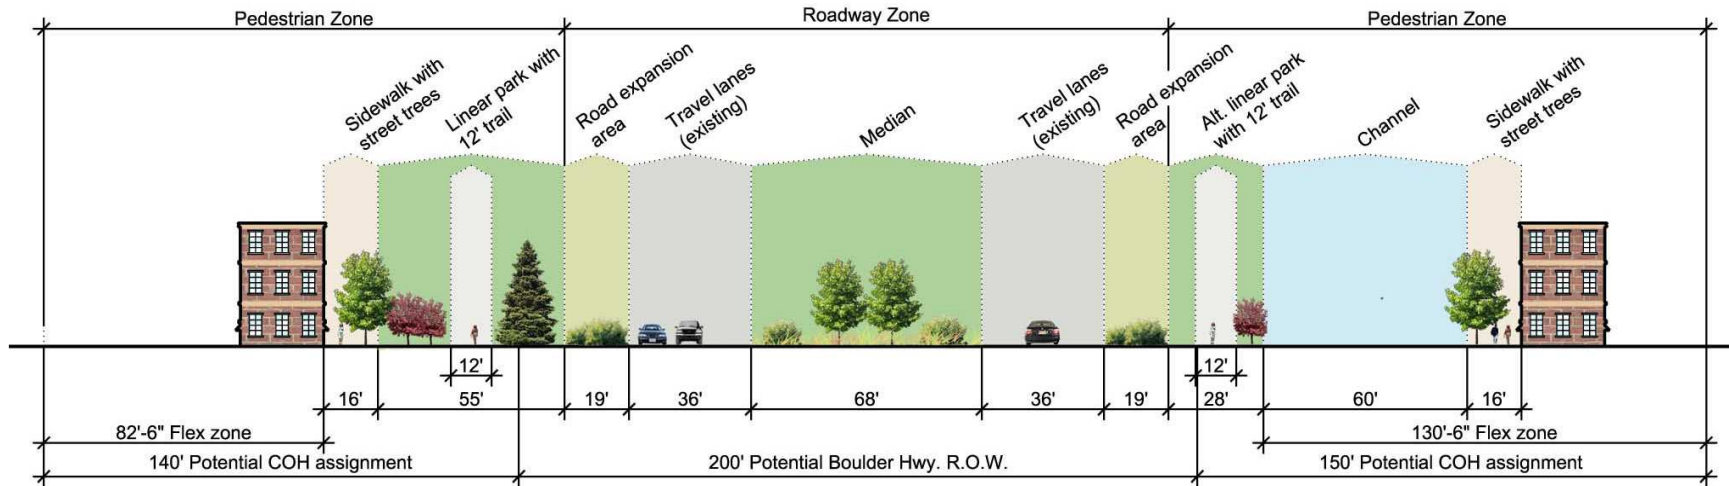 Pedestrian Zone
Roadway Zone
Pedestrian Zone
Sidewalk with
street trees
Linear park with
12' trail
Road expansion
area
Travel lanes
(existing)
Median
Travel lanes
(existing)
Road expansion
area
Alt. linear park
with 12' trail
Channel
Sidewalk with
street trees
12'
12'
16'
55'
19'
36'
68'
36'
19'
28'
60'
16'
82'-6" Flex zone
130'-6" Flex zone
140' Potential COH assignment
200' Potential Boulder Hwy. R.O.W.
150' Potential COH assignment